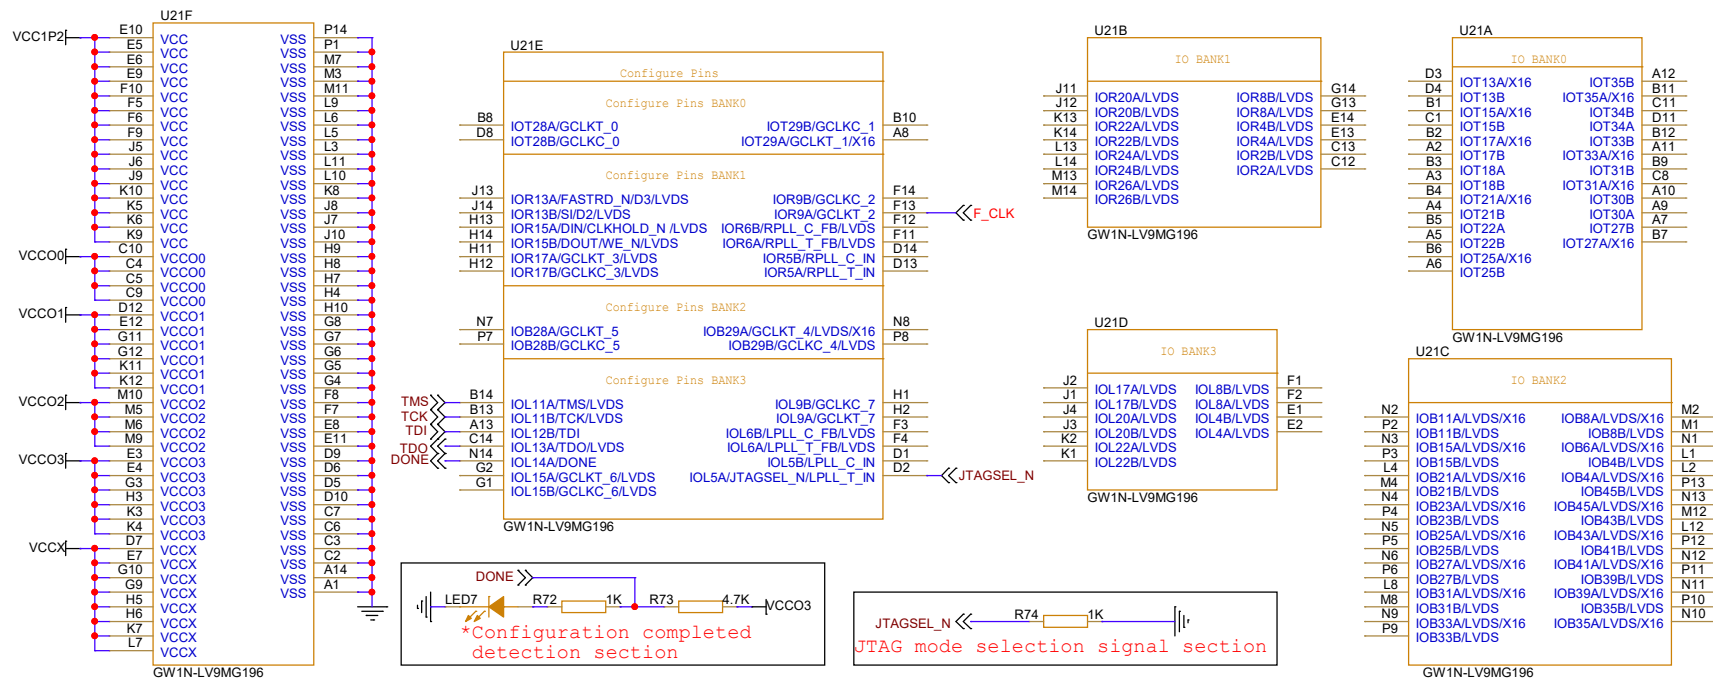 U21F
VCC1P2
E10 VCC VSS P14
E5 VCC VSS P1
E6 VCC VSS M7
E9 VCC VSS M3
F10 VCC VSS M11
F5 VCC VSS L9
F6 VCC VSS L6
F9 VCC VSS L5
J5 VCC VSS L3
J6 VCC VSS L11
J9 VCC VSS L10
K10 VCC VSS K8
K5 VCC VSS J8
K6 VCC VSS J7
K9 VCC VSS J10
VCCO0
C10 VCCO0 VSS H9
C4 VCCO0 VSS H8
C5 VCCO0 VSS H7
C9 VCCO0 VSS H4
VCCO1
D12 VCCO1 VSS H10
E12 VCCO1 VSS G8
G11 VCCO1 VSS G7
G12 VCCO1 VSS G6
K11 VCCO1 VSS G5
K12 VCCO1 VSS G4
VCCO2
M10 VCCO2 VSS F8
M5 VCCO2 VSS F7
M6 VCCO2 VSS E8
M9 VCCO2 VSS E11
VCCO3
E3 VCCO3 VSS D9
E4 VCCO3 VSS D6
G3 VCCO3 VSS D5
H3 VCCO3 VSS D10
K3 VCCO3 VSS C7
K4 VCCO3 VSS C6
VCCX
D7 VCCX VSS C3
E7 VCCX VSS C2
G10 VCCX VSS A14
G9 VCCX VSS A1
H5 VCCX
H6 VCCX
K7 VCCX
L7 VCCX
GW1N-LV9MG196
U21E
Configure Pins
Configure Pins BANK0
B8 IOT28A/GCLKT_0 IOT29B/GCLKC_1 B10
D8 IOT28B/GCLKC_0 IOT29A/GCLKT_1/X16 A8
Configure Pins BANK1
J13 IOR13A/FASTRD_N/D3/LVDS IOR9B/GCLKC_2 F14
J14 IOR13B/SI/D2/LVDS IOR9A/GCLKT_2 F13 F_CLK
H13 IOR15A/DIN/CLKHOLD_N /LVDS IOR6B/RPLL_C_FB/LVDS F12
H14 IOR15B/DOUT/WE_N/LVDS IOR6A/RPLL_T_FB/LVDS F11
H11 IOR17A/GCLKT_3/LVDS IOR5B/RPLL_C_IN D14
H12 IOR17B/GCLKC_3/LVDS IOR5A/RPLL_T_IN D13
Configure Pins BANK2
N7 IOB28A/GCLKT_5 IOB29A/GCLKT_4/LVDS/X16 N8
P7 IOB28B/GCLKC_5 IOB29B/GCLKC_4/LVDS P8
Configure Pins BANK3
TMS B14 IOL11A/TMS/LVDS IOL9B/GCLKC_7 H1
TCK B13 IOL11B/TCK/LVDS IOL9A/GCLKT_7 H2
TDI A13 IOL12B/TDI IOL6B/LPLL_C_FB/LVDS F3
TDO C14 IOL13A/TDO/LVDS IOL6A/LPLL_T_FB/LVDS F4
DONE N14 IOL14A/DONE IOL5B/LPLL_C_IN D1
G2 IOL15A/GCLKT_6/LVDS IOL5A/JTAGSEL_N/LPLL_T_IN D2 JTAGSEL_N
G1 IOL15B/GCLKC_6/LVDS
GW1N-LV9MG196
U21B
IO BANK1
J11 IOR20A/LVDS IOR8B/LVDS G14
J12 IOR20B/LVDS IOR8A/LVDS G13
K13 IOR22A/LVDS IOR4B/LVDS E14
K14 IOR22B/LVDS IOR4A/LVDS E13
L13 IOR24A/LVDS IOR2B/LVDS C13
L14 IOR24B/LVDS IOR2A/LVDS C12
M13 IOR26A/LVDS
M14 IOR26B/LVDS
GW1N-LV9MG196
U21A
IO BANK0
D3 IOT13A/X16 IOT35B A12
D4 IOT13B IOT35A/X16 B11
B1 IOT15A/X16 IOT34B C11
C1 IOT15B IOT34A D11
B2 IOT17A/X16 IOT33B B12
A2 IOT17B IOT33A/X16 A11
B3 IOT18A IOT31B B9
A3 IOT18B IOT31A/X16 C8
B4 IOT21A/X16 IOT30B A10
A4 IOT21B IOT30A A9
B5 IOT22A IOT27B A7
A5 IOT22B IOT27A/X16 B7
B6 IOT25A/X16
A6 IOT25B
GW1N-LV9MG196
U21D
IO BANK3
J2 IOL17A/LVDS IOL8B/LVDS F1
J1 IOL17B/LVDS IOL8A/LVDS F2
J4 IOL20A/LVDS IOL4B/LVDS E1
J3 IOL20B/LVDS IOL4A/LVDS E2
K2 IOL22A/LVDS
K1 IOL22B/LVDS
GW1N-LV9MG196
U21C
IO BANK2
N2 IOB11A/LVDS/X16 IOB8A/LVDS/X16 M2
P2 IOB11B/LVDS IOB8B/LVDS M1
N3 IOB15A/LVDS/X16 IOB6A/LVDS/X16 N1
P3 IOB15B/LVDS IOB4B/LVDS L1
L4 IOB21A/LVDS/X16 IOB4A/LVDS/X16 L2
M4 IOB21B/LVDS IOB45B/LVDS P13
N4 IOB23A/LVDS/X16 IOB45A/LVDS/X16 N13
P4 IOB23B/LVDS IOB43B/LVDS M12
N5 IOB25A/LVDS/X16 IOB43A/LVDS/X16 L12
P5 IOB25B/LVDS IOB41B/LVDS P12
N6 IOB27A/LVDS/X16 IOB41A/LVDS/X16 N12
P6 IOB27B/LVDS IOB39B/LVDS P11
L8 IOB31A/LVDS/X16 IOB39A/LVDS/X16 N11
M8 IOB31B/LVDS IOB35B/LVDS P10
N9 IOB33A/LVDS/X16 IOB35A/LVDS/X16 N10
P9 IOB33B/LVDS
GW1N-LV9MG196
DONE
LED7 R72 1K R73 4.7K VCCO3
*Configuration completed
detection section
JTAGSEL_N R74 1K
JTAG mode selection signal section